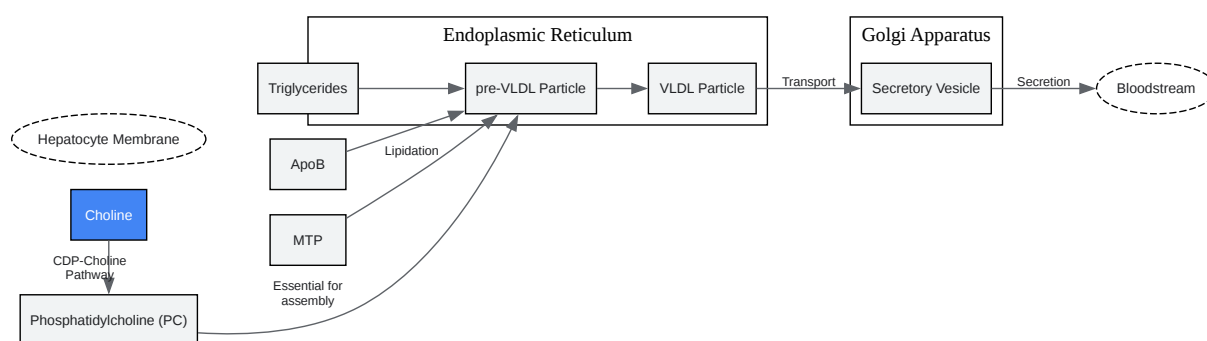 Endoplasmic Reticulum
Golgi Apparatus
Triglycerides
pre-VLDL Particle
VLDL Particle
Transport
Secretory Vesicle
Secretion
Bloodstream
Hepatocyte Membrane
ApoB
Lipidation
Choline
MTP
CDP-Choline
Pathway
Essential for
assembly
Phosphatidylcholine (PC)